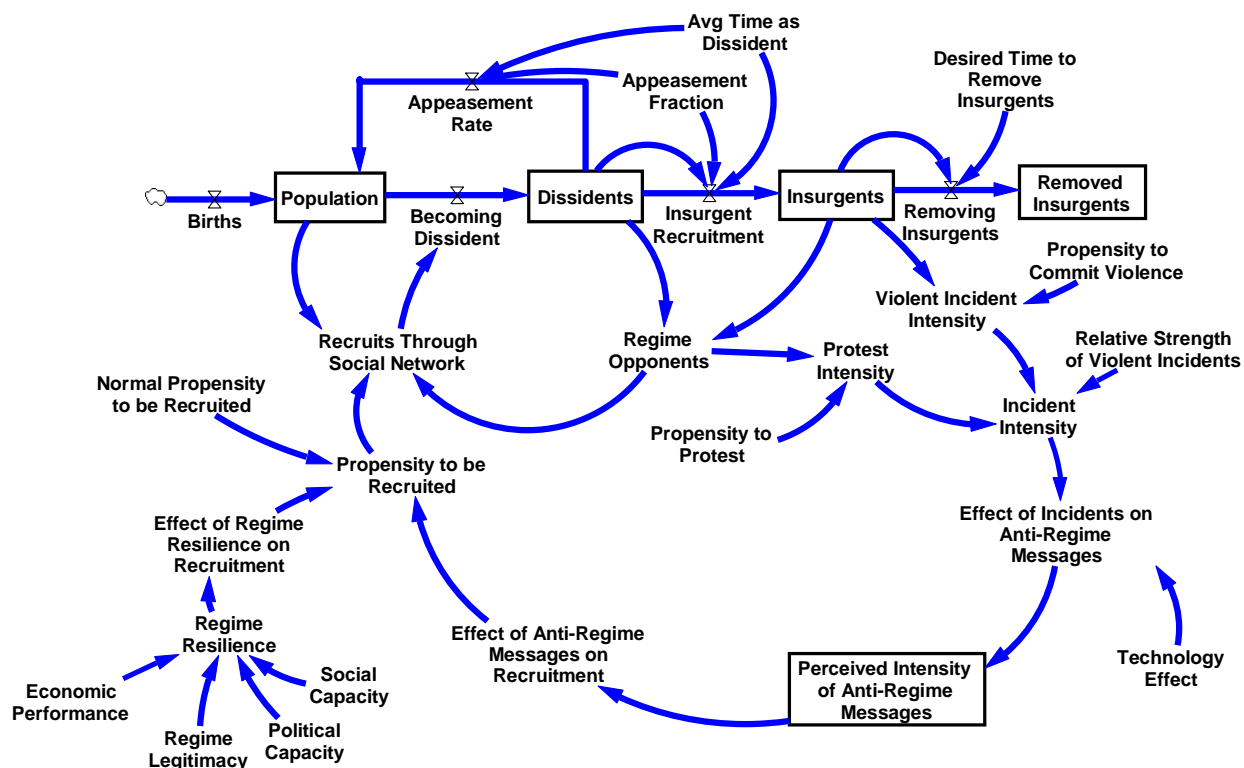 Avg Time as
Dissident
Desired Time to
Remove
Insurgents
Appeasement
Fraction
Appeasement
Rate
Population
Dissidents
Insurgents
Removed
Insurgents
Births
Becoming
Dissident
Insurgent
Recruitment
Removing
Insurgents
Propensity to
Commit Violence
Violent Incident
Intensity
Recruits Through
Social Network
Regime
Opponents
Protest
Intensity
Relative Strength
of Violent Incidents
Normal Propensity
to be Recruited
Incident
Intensity
Propensity to
Protest
Propensity to be
Recruited
Effect of Regime
Resilience on
Recruitment
Effect of Incidents on
Anti-Regime
Messages
Regime
Resilience
Effect of Anti-Regime
Messages on
Recruitment
Perceived Intensity
of Anti-Regime
Messages
Technology
Effect
Social
Capacity
Economic
Performance
Political
Capacity
Regime
Legitimacy